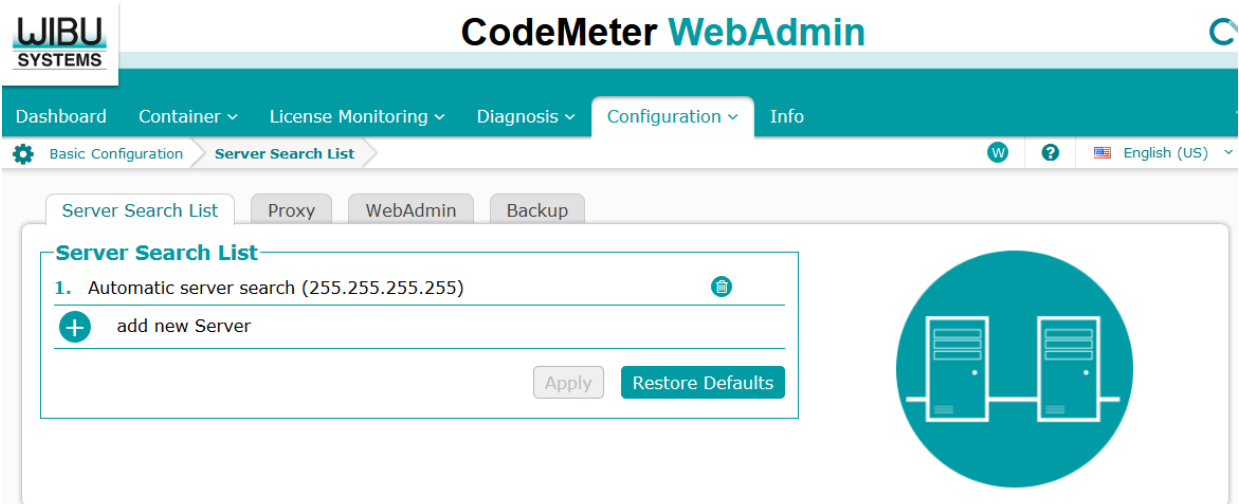 WIBU
SYSTEMS
CodeMeter WebAdmin
Dashboard Container License Monitoring Diagnosis Configuration Info
Basic Configuration Server Search List W ? English (US)
Server Search List Proxy WebAdmin Backup
Server Search List
1. Automatic server search (255.255.255.255)
+ add new Server
Apply Restore Defaults